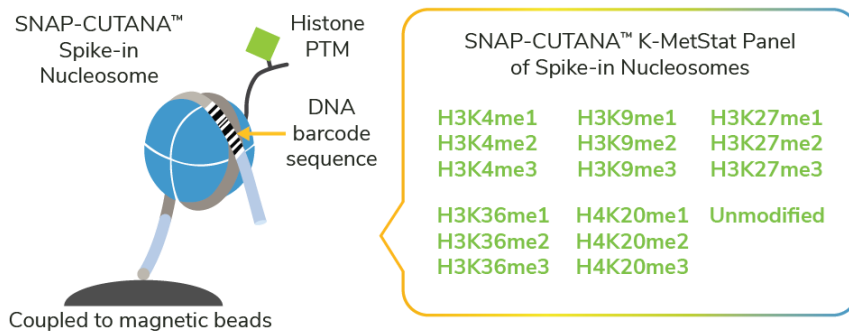 SNAP-CUTANA™
Spike-in
Nucleosome
Histone
PTM
DNA
barcode
sequence
Coupled to magnetic beads
SNAP-CUTANA™ K-MetStat Panel
of Spike-in Nucleosomes
H3K4me1 H3K9me1 H3K27me1
H3K4me2 H3K9me2 H3K27me2
H3K4me3 H3K9me3 H3K27me3
H3K36me1 H4K20me1 Unmodified
H3K36me2 H4K20me2
H3K36me3 H4K20me3